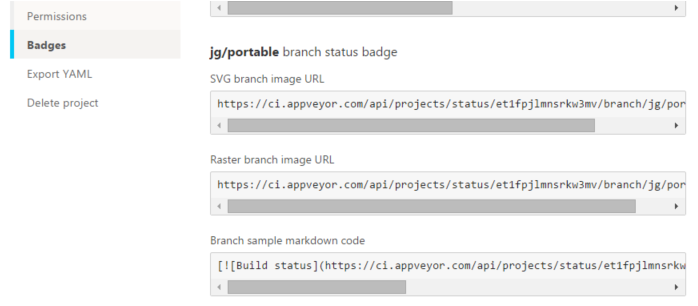 Permissions
Badges
Export YAML
Delete project
jg/portable branch status badge
SVG branch image URL
https://ci.appveyor.com/api/projects/status/et1fpjlmnsrkw3mv/branch/jg/por
Raster branch image URL
https://ci.appveyor.com/api/projects/status/et1fpjlmnsrkw3mv/branch/jg/por
Branch sample markdown code
[![Build status](https://ci.appveyor.com/api/projects/status/et1fpjlmnsrkw